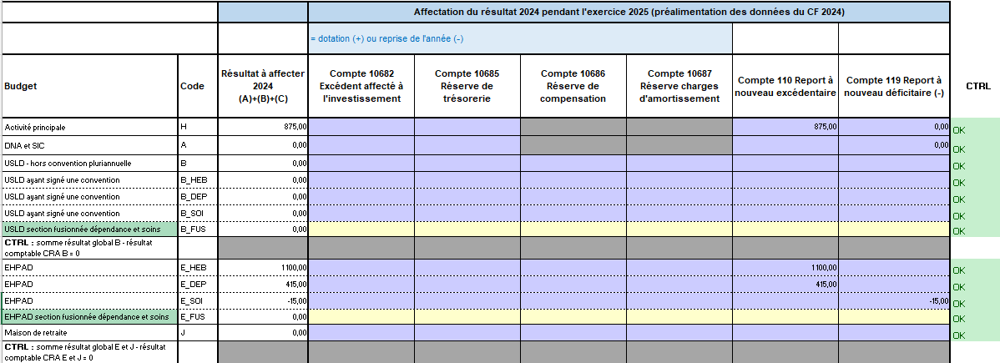 Affectation du résultat 2024 pendant l'exercice 2025 (préalimentation des données du CF 2024)
= dotation (+) ou reprise de l'année (-)
Budget Code Résultat à affecter 2024 (A)+(B)+(C) Compte 10682 Excédent affecté à l'investissement Compte 10685 Réserve de trésorerie Compte 10686 Réserve de compensation Compte 10687 Réserve charges d'amortissement Compte 110 Report à nouveau excédentaire Compte 119 Report à nouveau déficitaire (-) CTRL
Activité principale H 875,00 875,00 0,00 OK
DNA et SIC A 0,00 0,00 OK
USLD - hors convention pluriannuelle B 0,00 OK
USLD ayant signé une convention B_HEB 0,00 OK
USLD ayant signé une convention B_DEP 0,00 OK
USLD ayant signé une convention B_SOI 0,00 OK
USLD section fusionnée dépendance et soins B_FUS 0,00 OK
CTRL : somme résultat global B - résultat
comptable CRA B = 0
EHPAD E_HEB 1100,00 1100,00 OK
EHPAD E_DEP 415,00 415,00 OK
EHPAD E_SOI -15,00 -15,00 OK
EHPAD section fusionnée dépendance et soins E_FUS 0,00 OK
Maison de retraite J 0,00 OK
CTRL : somme résultat global E et J - résultat
comptable CRA E et J = 0